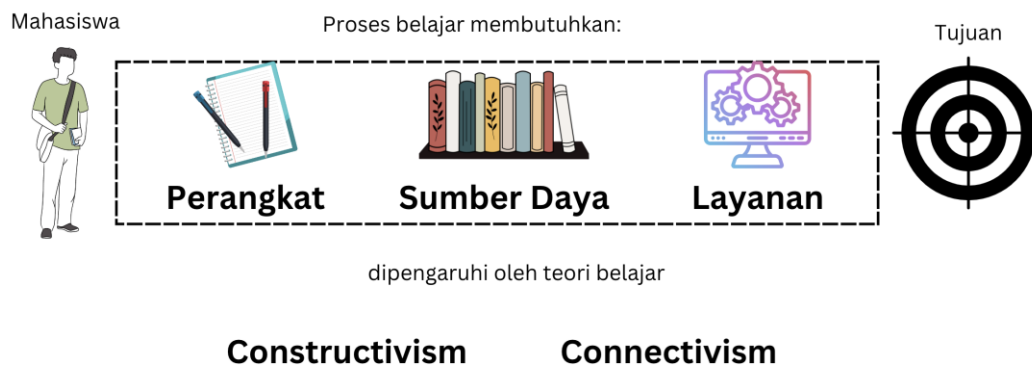 Mahasiswa
Proses belajar membutuhkan:
Tujuan
Perangkat
Sumber Daya
Layanan
dipengaruhi oleh teori belajar
Constructivism
Connectivism